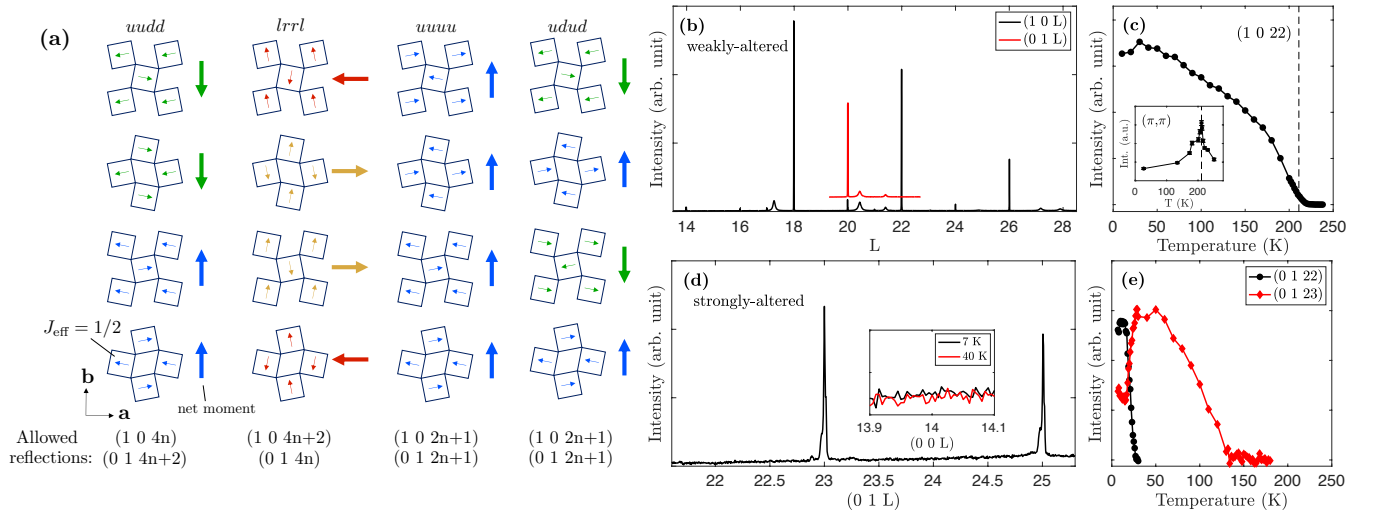 (a)
uudd
lrrl
uuuu
udud
J_eff = 1/2
b
a
net moment
Allowed
reflections:
(1 0 4n)
(0 1 4n+2)
(1 0 4n+2)
(0 1 4n)
(1 0 2n+1)
(0 1 2n+1)
(1 0 2n+1)
(0 1 2n+1)
(b)
weakly-altered
(1 0 L)
(0 1 L)
Intensity (arb. unit)
14 16 18 20 22 24 26 28
L
(c)
(1 0 22)
Intensity (arb. unit)
(π,π)
Int. (a.u.)
0 100 200
T (K)
0 50 100 150 200 250
Temperature (K)
(d)
strongly-altered
Intensity (arb. unit)
7 K
40 K
13.9 14 14.1
(0 0 L)
22 22.5 23 23.5 24 24.5 25
(0 1 L)
(e)
(0 1 22)
(0 1 23)
Intensity (arb. unit)
0 50 100 150 200 250
Temperature (K)